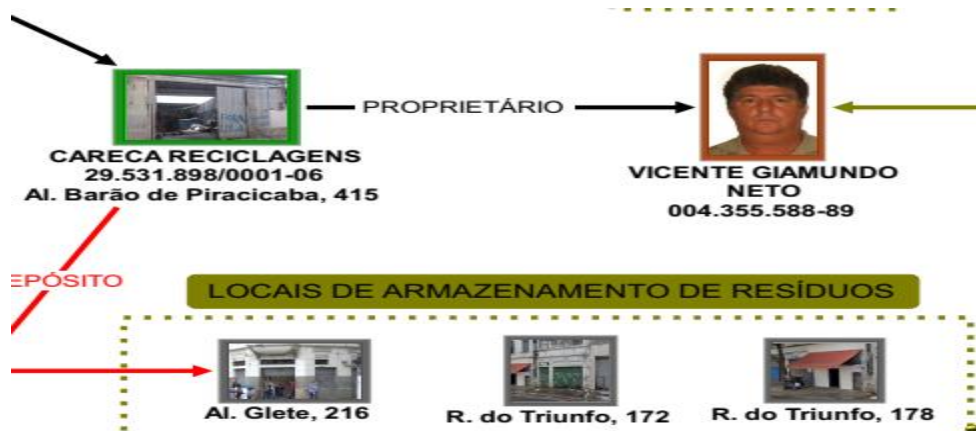 PROPRIETÁRIO
CARECA RECICLAGENS
29.531.898/0001-06
Al. Barão de Piracicaba, 415
VICENTE GIAMUNDO
NETO
004.355.588-89
EPÓSITO
LOCAIS DE ARMAZENAMENTO DE RESÍDUOS
Al. Glete, 216
R. do Triunfo, 172
R. do Triunfo, 178